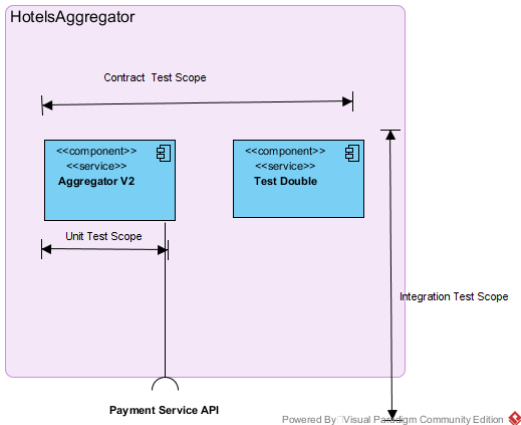 HotelsAggregator
Contract Test Scope
<<component>>
<<service>>
Aggregator V2
<<component>>
<<service>>
Test Double
Unit Test Scope
Integration Test Scope
Payment Service API
Powered By Visual Paradigm Community Edition